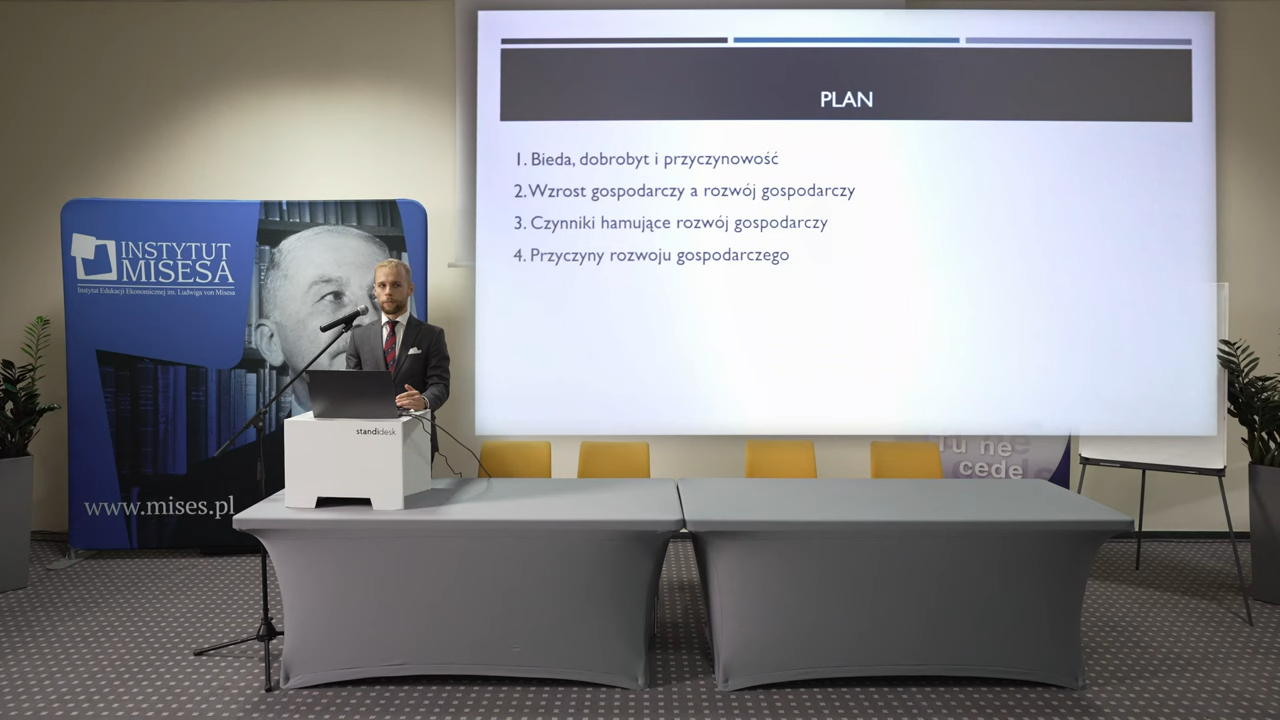 PLAN
1. Bieda, dobrobyt i przyczynowość
2. Wzrost gospodarczy a rozwój gospodarczy
3. Czynniki hamujące rozwój gospodarczy
4. Przyczyny rozwoju gospodarczego
INSTYTUT
MISESA
Instytut Edukacji Ekonomicznej im. Ludwiga von Misesa
www.mises.pl
standidesk
Tu ne
cede